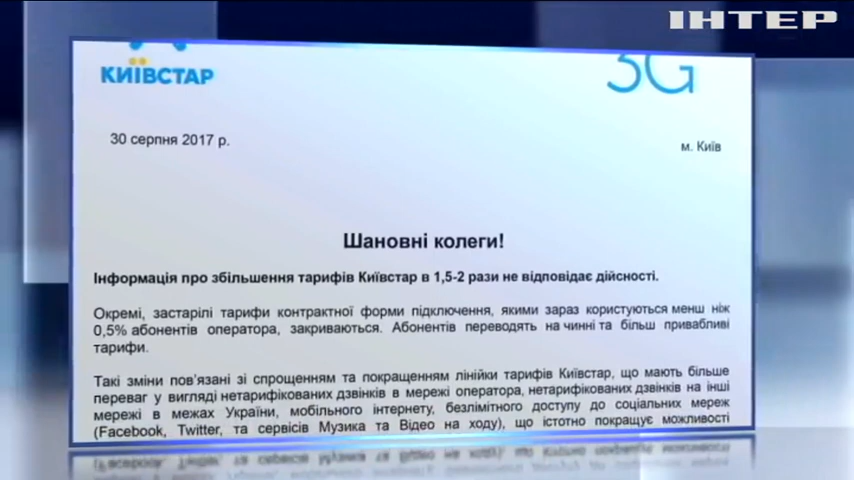 ІНТЕР
КИЇВСТАР
3G
30 серпня 2017 р.
м. Київ
Шановні колеги!
Інформація про збільшення тарифів Київстар в 1,5-2 рази не відповідає дійсності.
Окремі, застарілі тарифи контрактної форми підключення, якими зараз користуються менш ніж
0,5% абонентів оператора, закриваються. Абонентів переводять на чинні та більш привабливі
тарифи.
Такі зміни пов'язані зі спрощенням та покращенням лінійки тарифів Київстар, що мають більше
переваг у вигляді нетарифікованих дзвінків в мережі оператора, нетарифікованих дзвінків на інші
мережі в межах України, мобільного інтернету, безлімітного доступу до соціальних мереж
(Facebook, Twitter, та сервісів Музика та Відео на ходу), що істотно покращує можливості